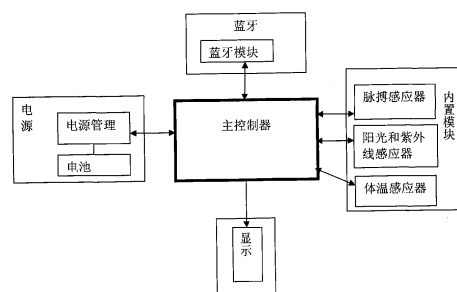 蓝牙
蓝牙模块
电源
电源管理
电池
主控制器
内置模块
脉搏感应器
阳光和紫外
线感应器
体温感应器
显示